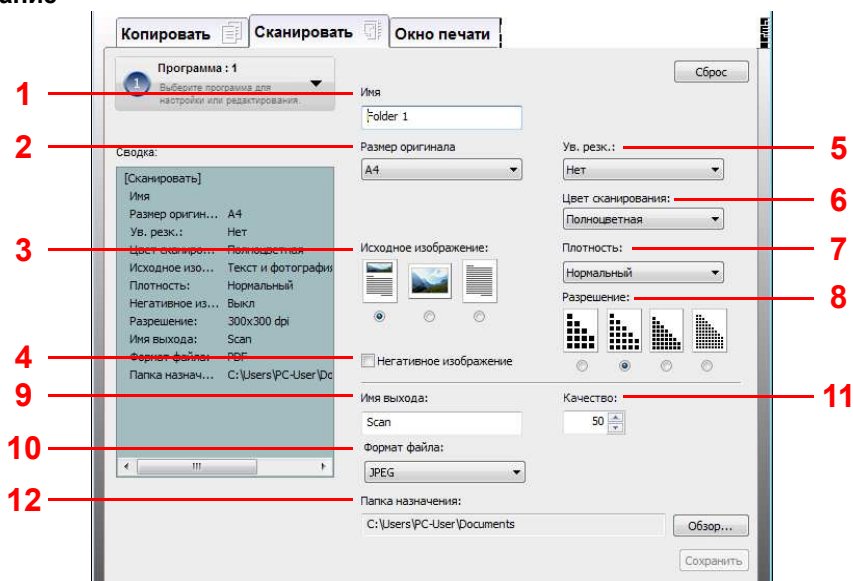 ание
Копировать
Сканировать
Окно печати
Программа : 1
1
Выберите программа для
настройки или редактирования.
Сброс
1
Имя
Folder 1
2
Размер оригинала
A4
Ув. резк.:
5
Нет
Цвет сканирования:
6
Полноцветная
Сводка:
[Сканировать]
Имя
Размер оригин... A4
Ув. резк.: Нет
Цвет сканиро... Полноцветная
Исходное изо... Текст и фотография
Плотность: Нормальный
Негативное из... Выкл
Разрешение: 300x300 dpi
Имя выхода: Scan
Формат файла: PDF
Папка назнач... C:\Users\PC-User\Do
3
Исходное изображение:
Плотность:
7
Нормальный
Разрешение:
8
4
Негативное изображение
9
Имя выхода:
Scan
Качество:
11
50
10
Формат файла:
JPEG
12
Папка назначения:
C:\Users\PC-User\Documents
Обзор...
Сохранить